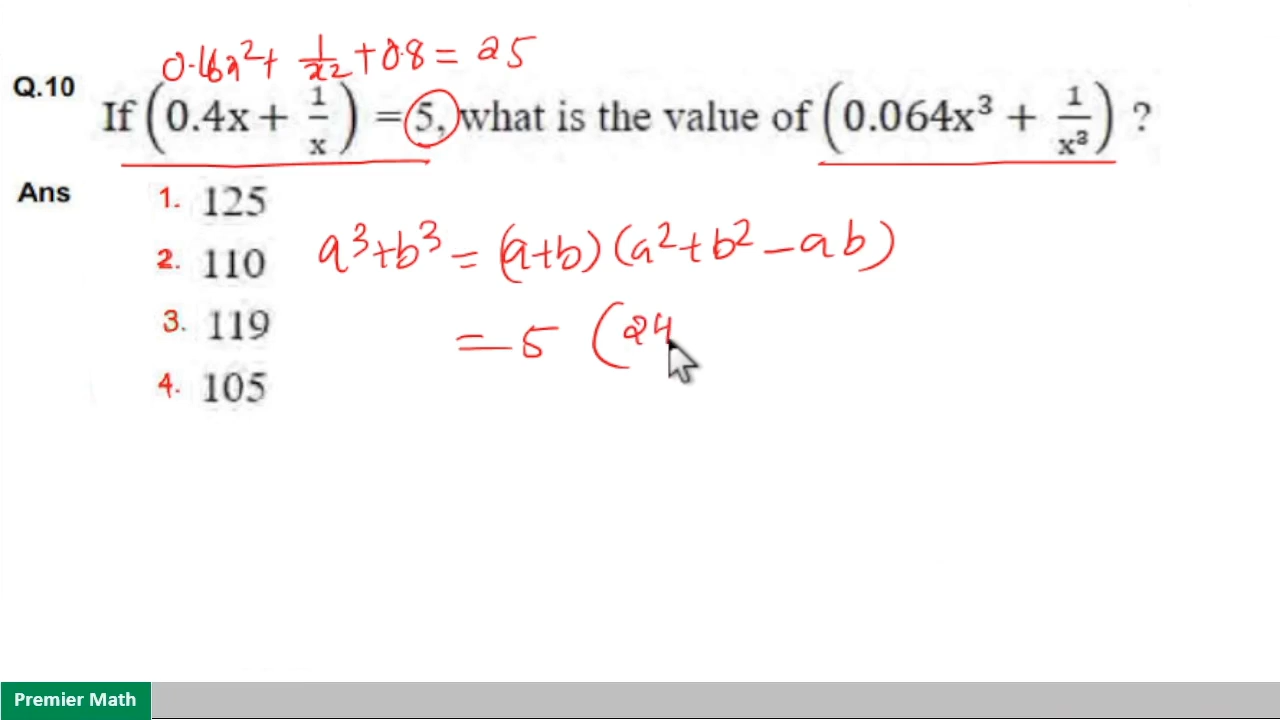 0.16x² + 1/x² + 0.8 = 25
Q.10 If (0.4x + 1/x) = 5, what is the value of (0.064x³ + 1/x³) ?
Ans
1. 125
2. 110
3. 119
4. 105
a³+b³ = (a+b) (a²+b²-ab)
= 5 (24
Premier Math